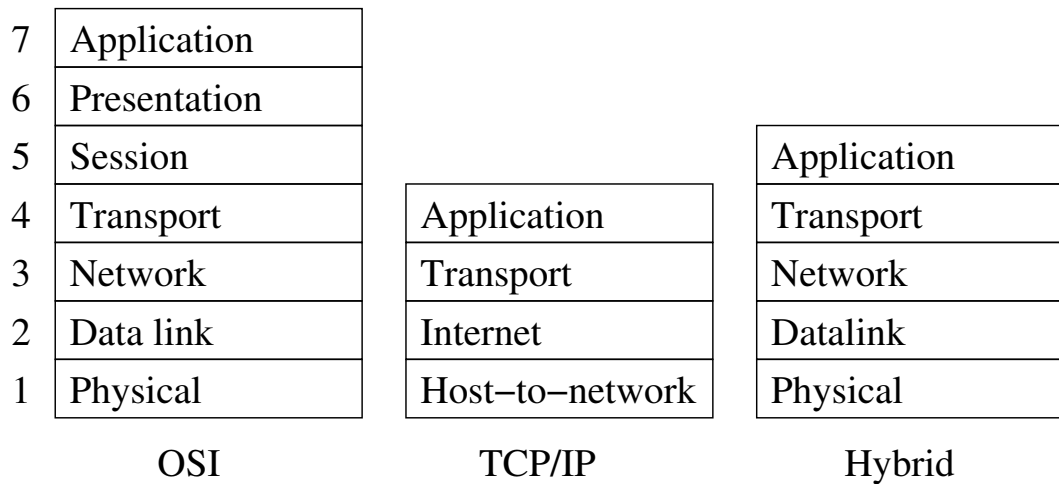 7 Application
6 Presentation
5 Session Application
4 Transport Application Transport
3 Network Transport Network
2 Data link Internet Datalink
1 Physical Host−to−network Physical
OSI TCP/IP Hybrid